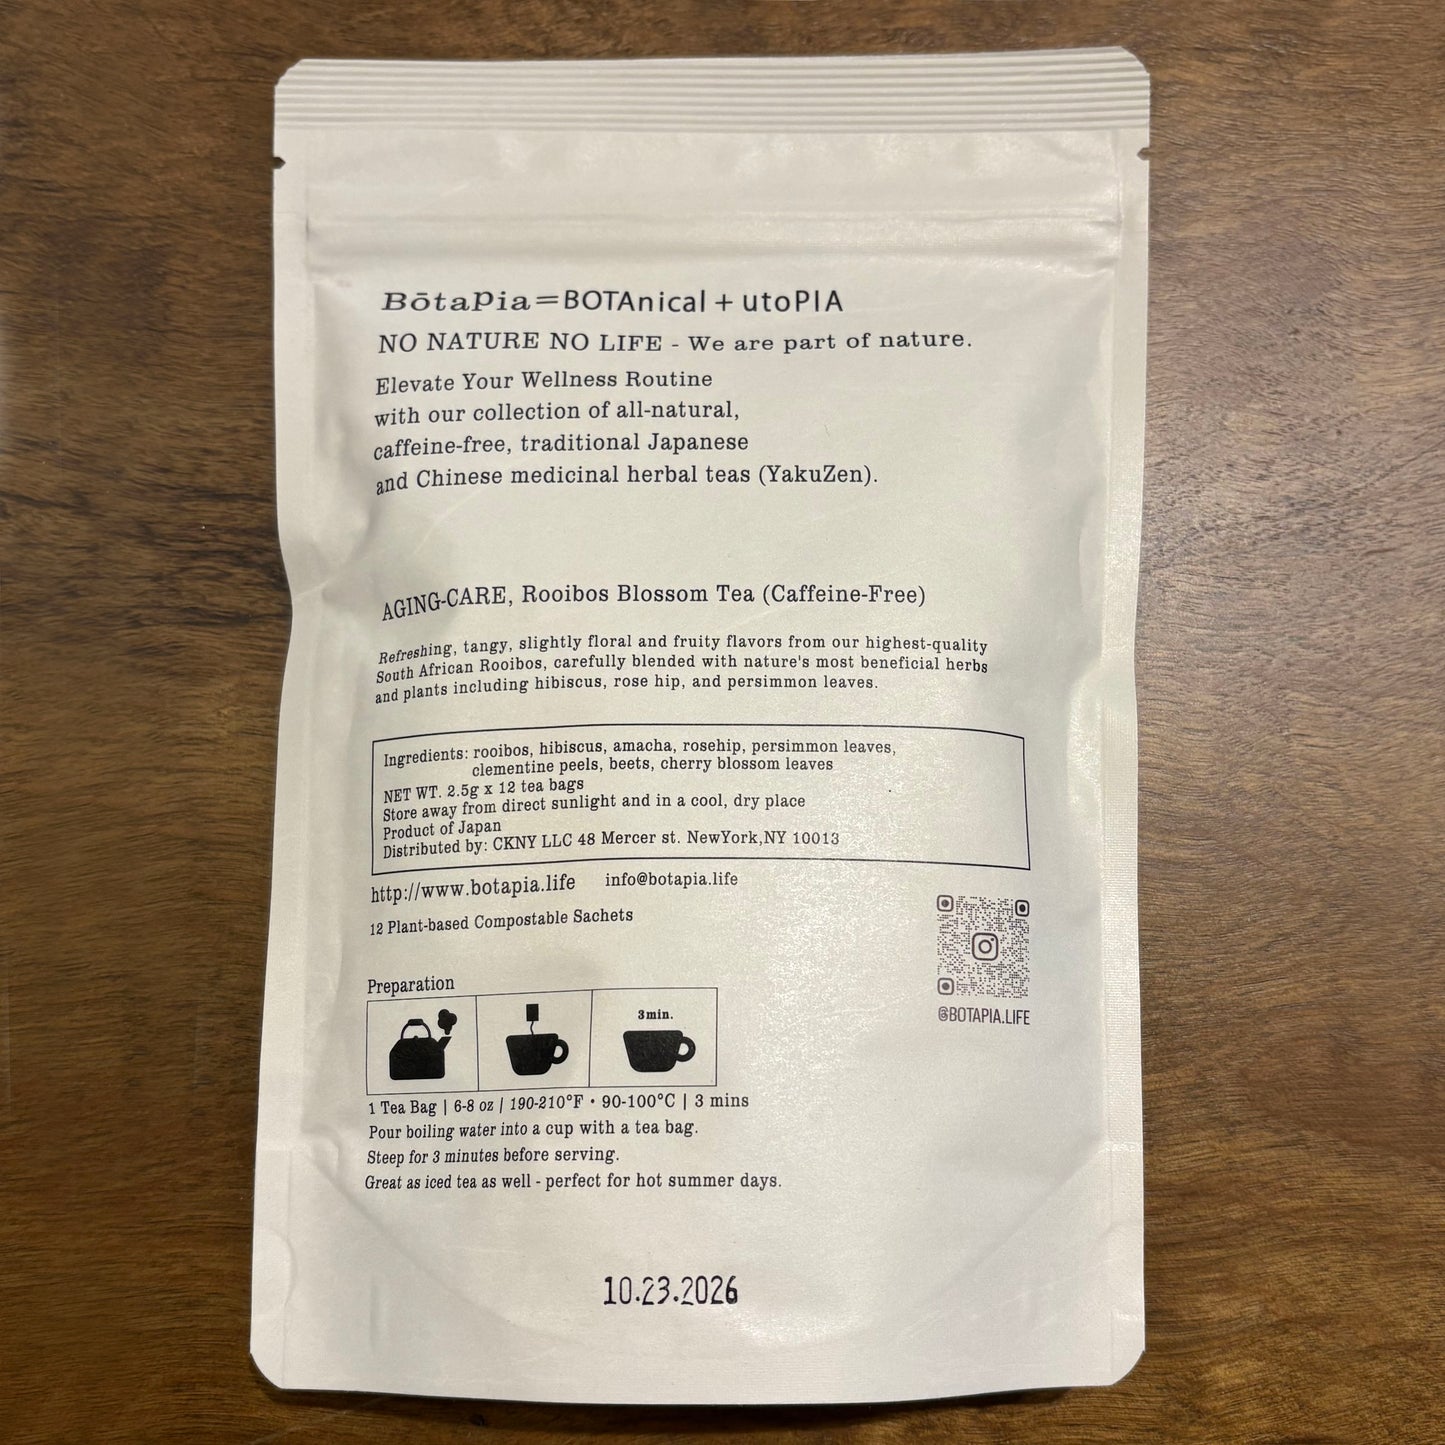 Bōtapia=BOTAnical + utoPIA
NO NATURE NO LIFE - We are part of nature.
Elevate Your Wellness Routine
with our collection of all-natural,
caffeine-free, traditional Japanese
and Chinese medicinal herbal teas (YakuZen).
AGING-CARE, Rooibos Blossom Tea (Caffeine-Free)
Refreshing, tangy, slightly floral and fruity flavors from our highest-quality
South African Rooibos, carefully blended with nature's most beneficial herbs
and plants including hibiscus, rose hip, and persimmon leaves.
Ingredients: rooibos, hibiscus, amacha, rosehip, persimmon leaves,
clementine peels, beets, cherry blossom leaves
NET WT. 2.5g x 12 tea bags
Store away from direct sunlight and in a cool, dry place
Product of Japan
Distributed by: CKNY LLC 48 Mercer st. NewYork,NY 10013
http://www.botapia.life info@botapia.life
12 Plant-based Compostable Sachets
@BOTAPIA.LIFE
Preparation
3min.
1 Tea Bag | 6-8 oz | 190-210°F • 90-100°C | 3 mins
Pour boiling water into a cup with a tea bag.
Steep for 3 minutes before serving.
Great as iced tea as well - perfect for hot summer days.
10.23.2026